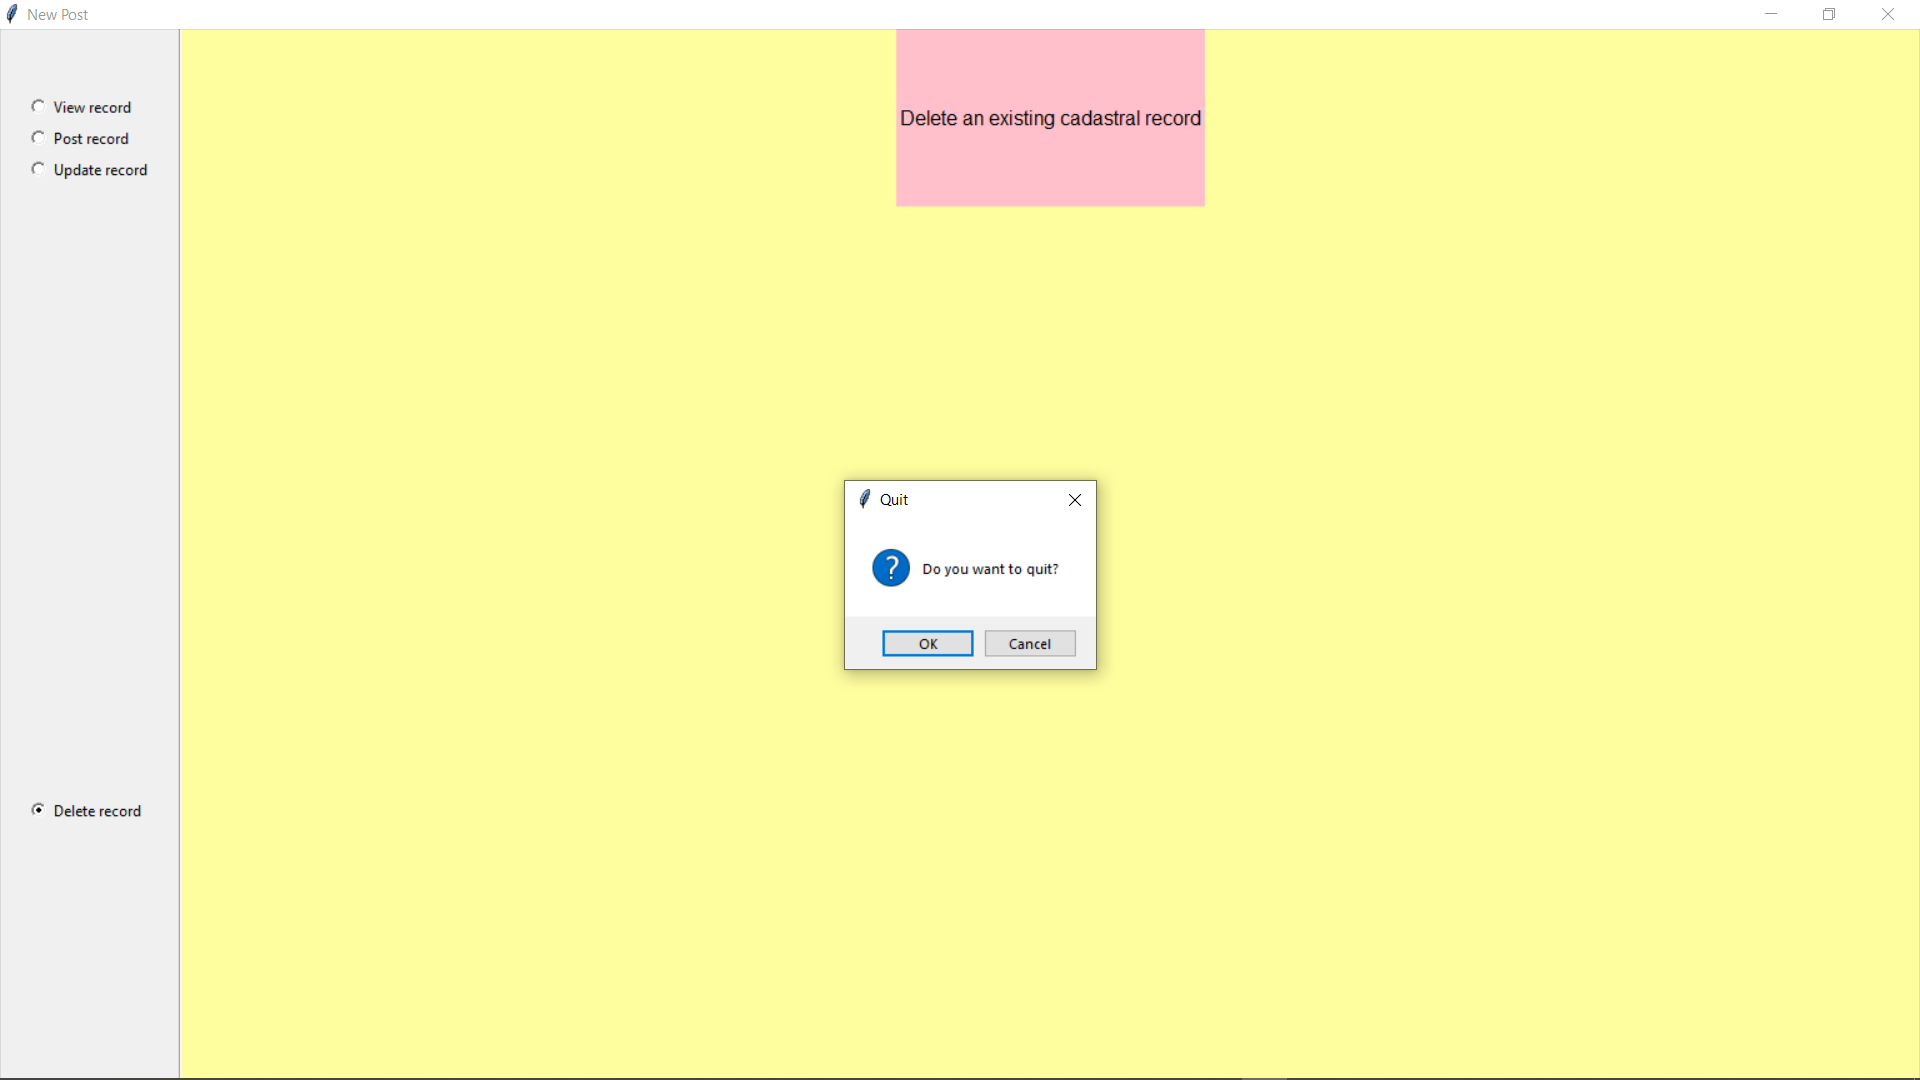 New Post
View record
Post record
Update record
Delete an existing cadastral record
Quit
?
Do you want to quit?
OK
Cancel
Delete record